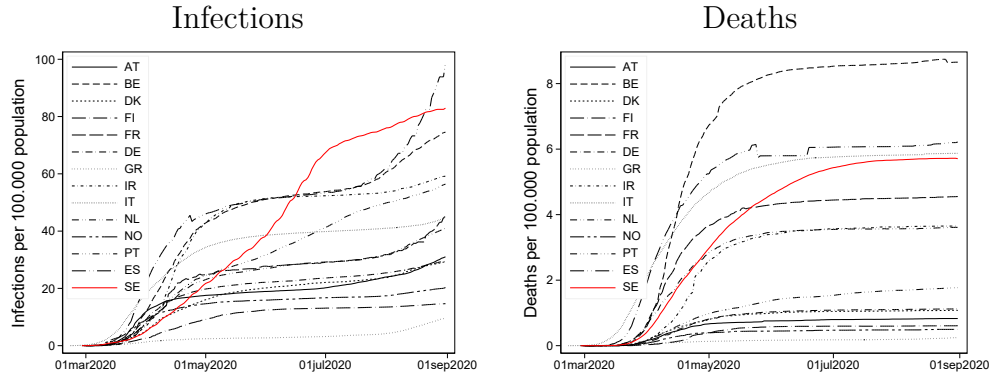 Infections
Infections per 100.000 population
100
80
60
40
20
0
01mar2020 01may2020 01jul2020 01sep2020
AT
BE
DK
FI
FR
DE
GR
IR
IT
NL
NO
PT
ES
SE
Deaths
Deaths per 100.000 population
8
6
4
2
0
01mar2020 01may2020 01jul2020 01sep2020
AT
BE
DK
FI
FR
DE
GR
IR
IT
NL
NO
PT
ES
SE